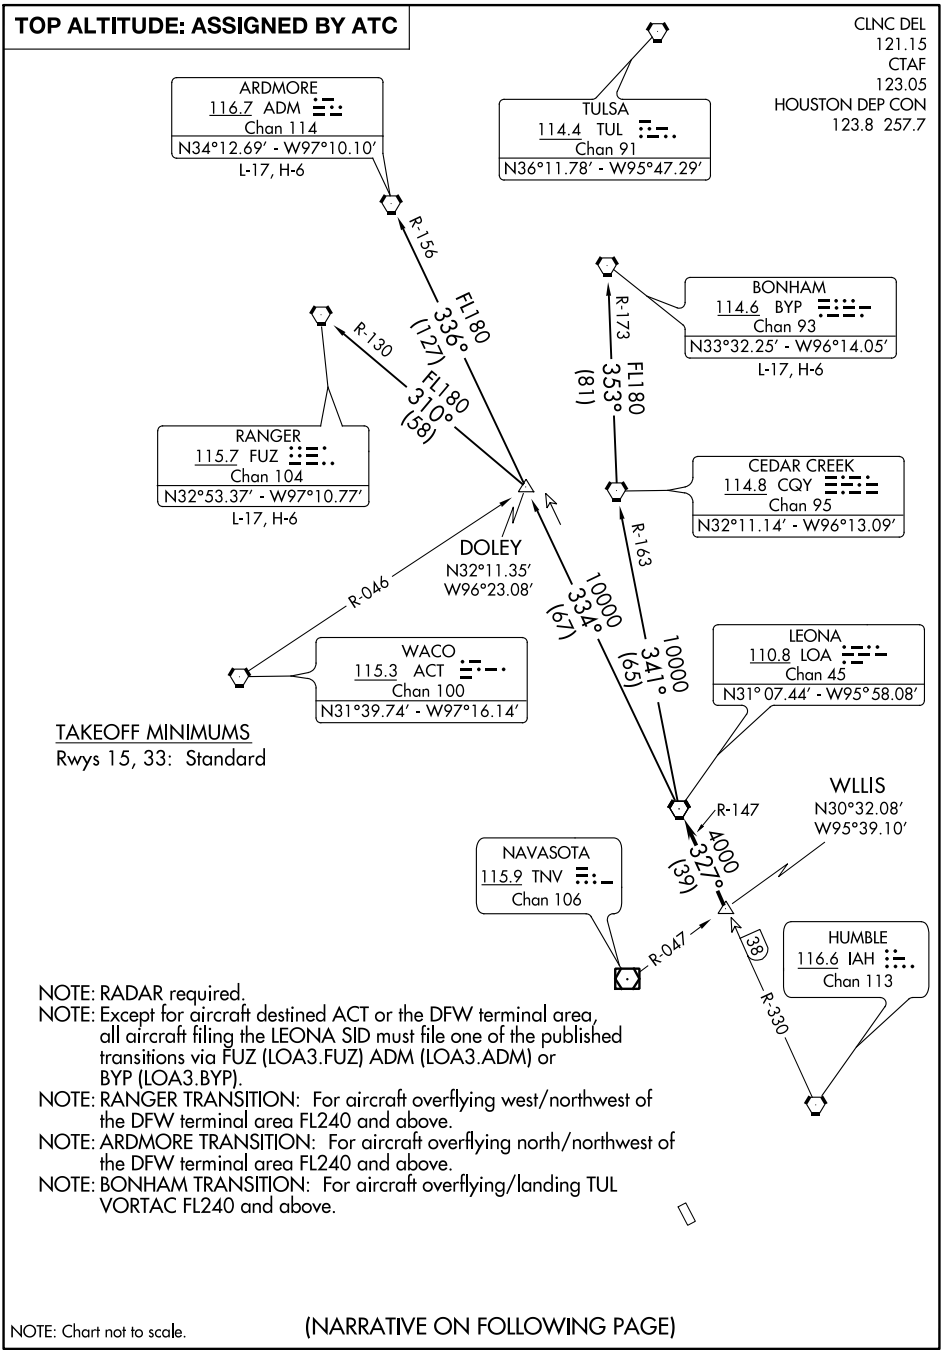 TOP ALTITUDE: ASSIGNED BY ATC
CLNC DEL
121.15
CTAF
123.05
HOUSTON DEP CON
123.8 257.7
ARDMORE
116.7 ADM
Chan 114
N34°12.69′ - W97°10.10′
L-17, H-6
TULSA
114.4 TUL
Chan 91
N36°11.78′ - W95°47.29′
R-156
FL180
336°
(127)
BONHAM
114.6 BYP
Chan 93
N33°32.25′ - W96°14.05′
L-17, H-6
R-173
FL180
353°
(81)
R-130
FL180
310°
(58)
RANGER
115.7 FUZ
Chan 104
N32°53.37′ - W97°10.77′
L-17, H-6
CEDAR CREEK
114.8 CQY
Chan 95
N32°11.14′ - W96°13.09′
DOLEY
N32°11.35′
W96°23.08′
R-163
R-046
10000
334°
(67)
10000
341°
(65)
WACO
115.3 ACT
Chan 100
N31°39.74′ - W97°16.14′
LEONA
110.8 LOA
Chan 45
N31°07.44′ - W95°58.08′
TAKEOFF MINIMUMS
Rwys 15, 33: Standard
WLLIS
N30°32.08′
W95°39.10′
R-147
4000
327°
(39)
NAVASOTA
115.9 TNV
Chan 106
R-047
38
HUMBLE
116.6 IAH
Chan 113
R-330
NOTE: RADAR required.
NOTE: Except for aircraft destined ACT or the DFW terminal area,
all aircraft filing the LEONA SID must file one of the published
transitions via FUZ (LOA3.FUZ) ADM (LOA3.ADM) or
BYP (LOA3.BYP).
NOTE: RANGER TRANSITION: For aircraft overflying west/northwest of
the DFW terminal area FL240 and above.
NOTE: ARDMORE TRANSITION: For aircraft overflying north/northwest of
the DFW terminal area FL240 and above.
NOTE: BONHAM TRANSITION: For aircraft overflying/landing TUL
VORTAC FL240 and above.
NOTE: Chart not to scale.
(NARRATIVE ON FOLLOWING PAGE)